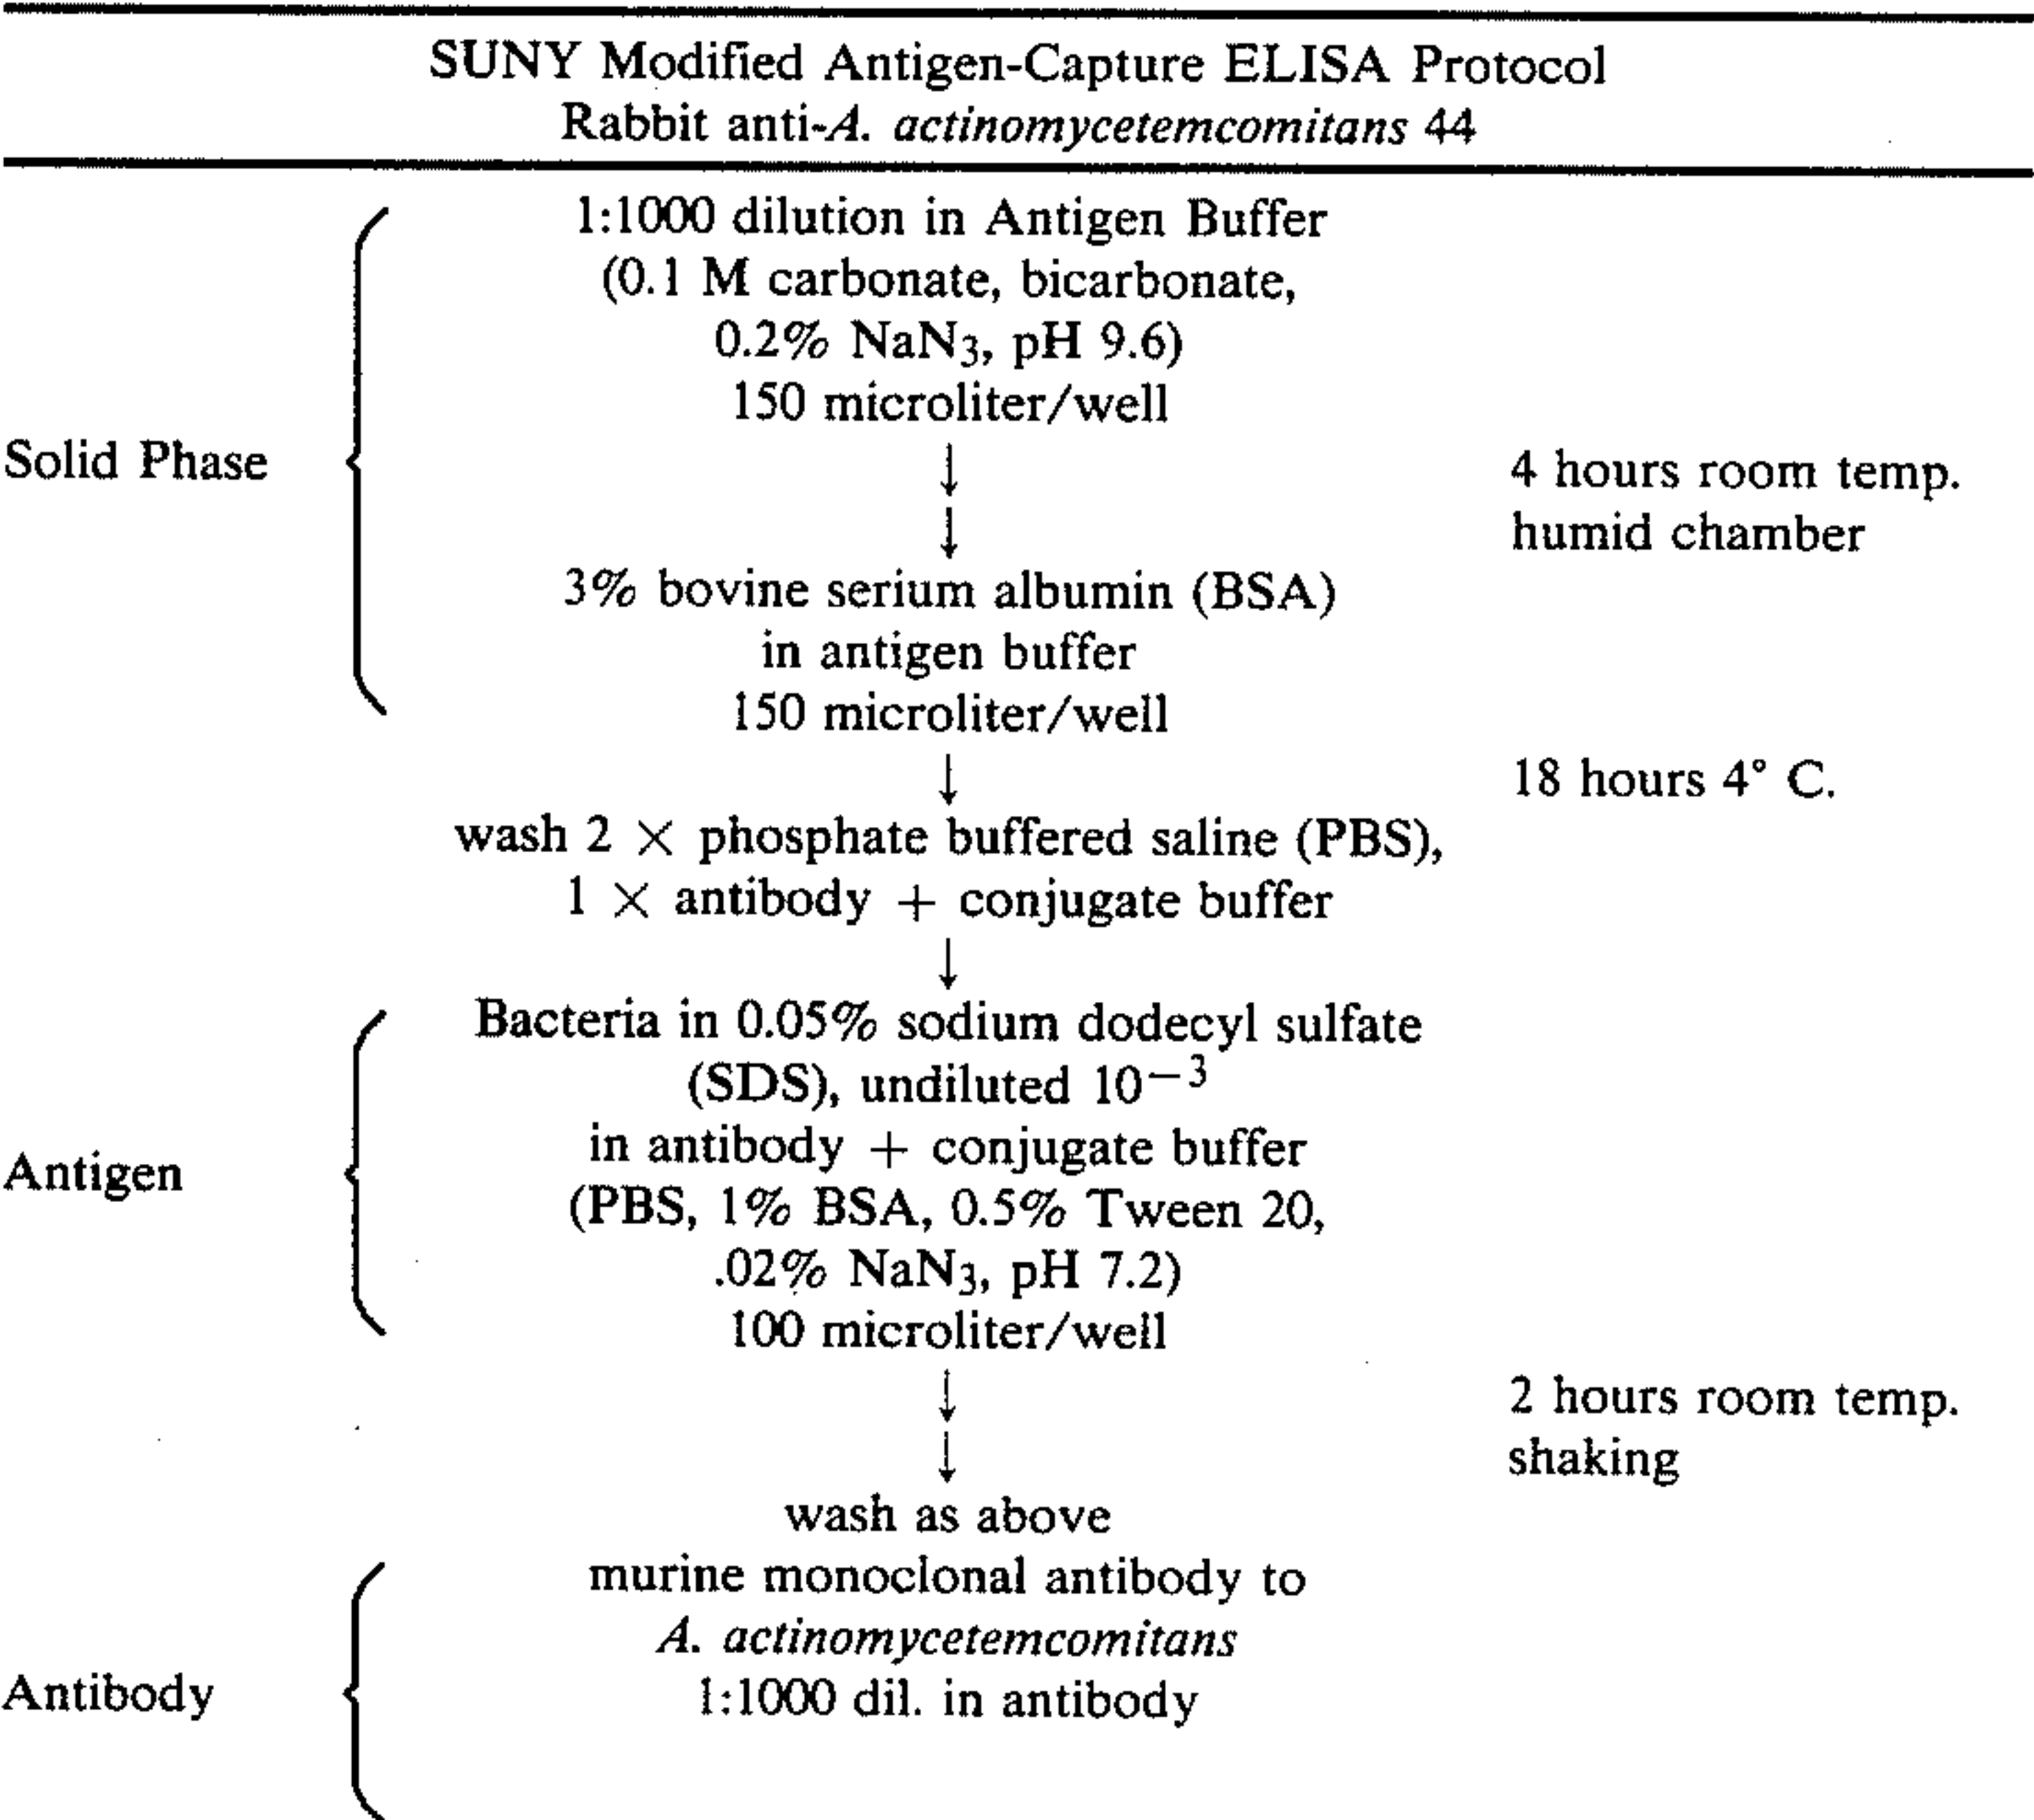 SUNY Modified Antigen-Capture ELISA Protocol
Rabbit anti-A. actinomycetemcomitans 44
1:1000 dilution in Antigen Buffer
(0.1 M carbonate, bicarbonate,
0.2% NaN3, pH 9.6)
150 microliter/well
Solid Phase
↓
4 hours room temp.
↓
humid chamber
3% bovine serium albumin (BSA)
in antigen buffer
150 microliter/well
↓
18 hours 4° C.
wash 2 × phosphate buffered saline (PBS),
1 × antibody + conjugate buffer
↓
Bacteria in 0.05% sodium dodecyl sulfate
(SDS), undiluted 10−3
in antibody + conjugate buffer
Antigen
(PBS, 1% BSA, 0.5% Tween 20,
.02% NaN3, pH 7.2)
100 microliter/well
↓
2 hours room temp.
↓
shaking
wash as above
murine monoclonal antibody to
A. actinomycetemcomitans
Antibody
1:1000 dil. in antibody